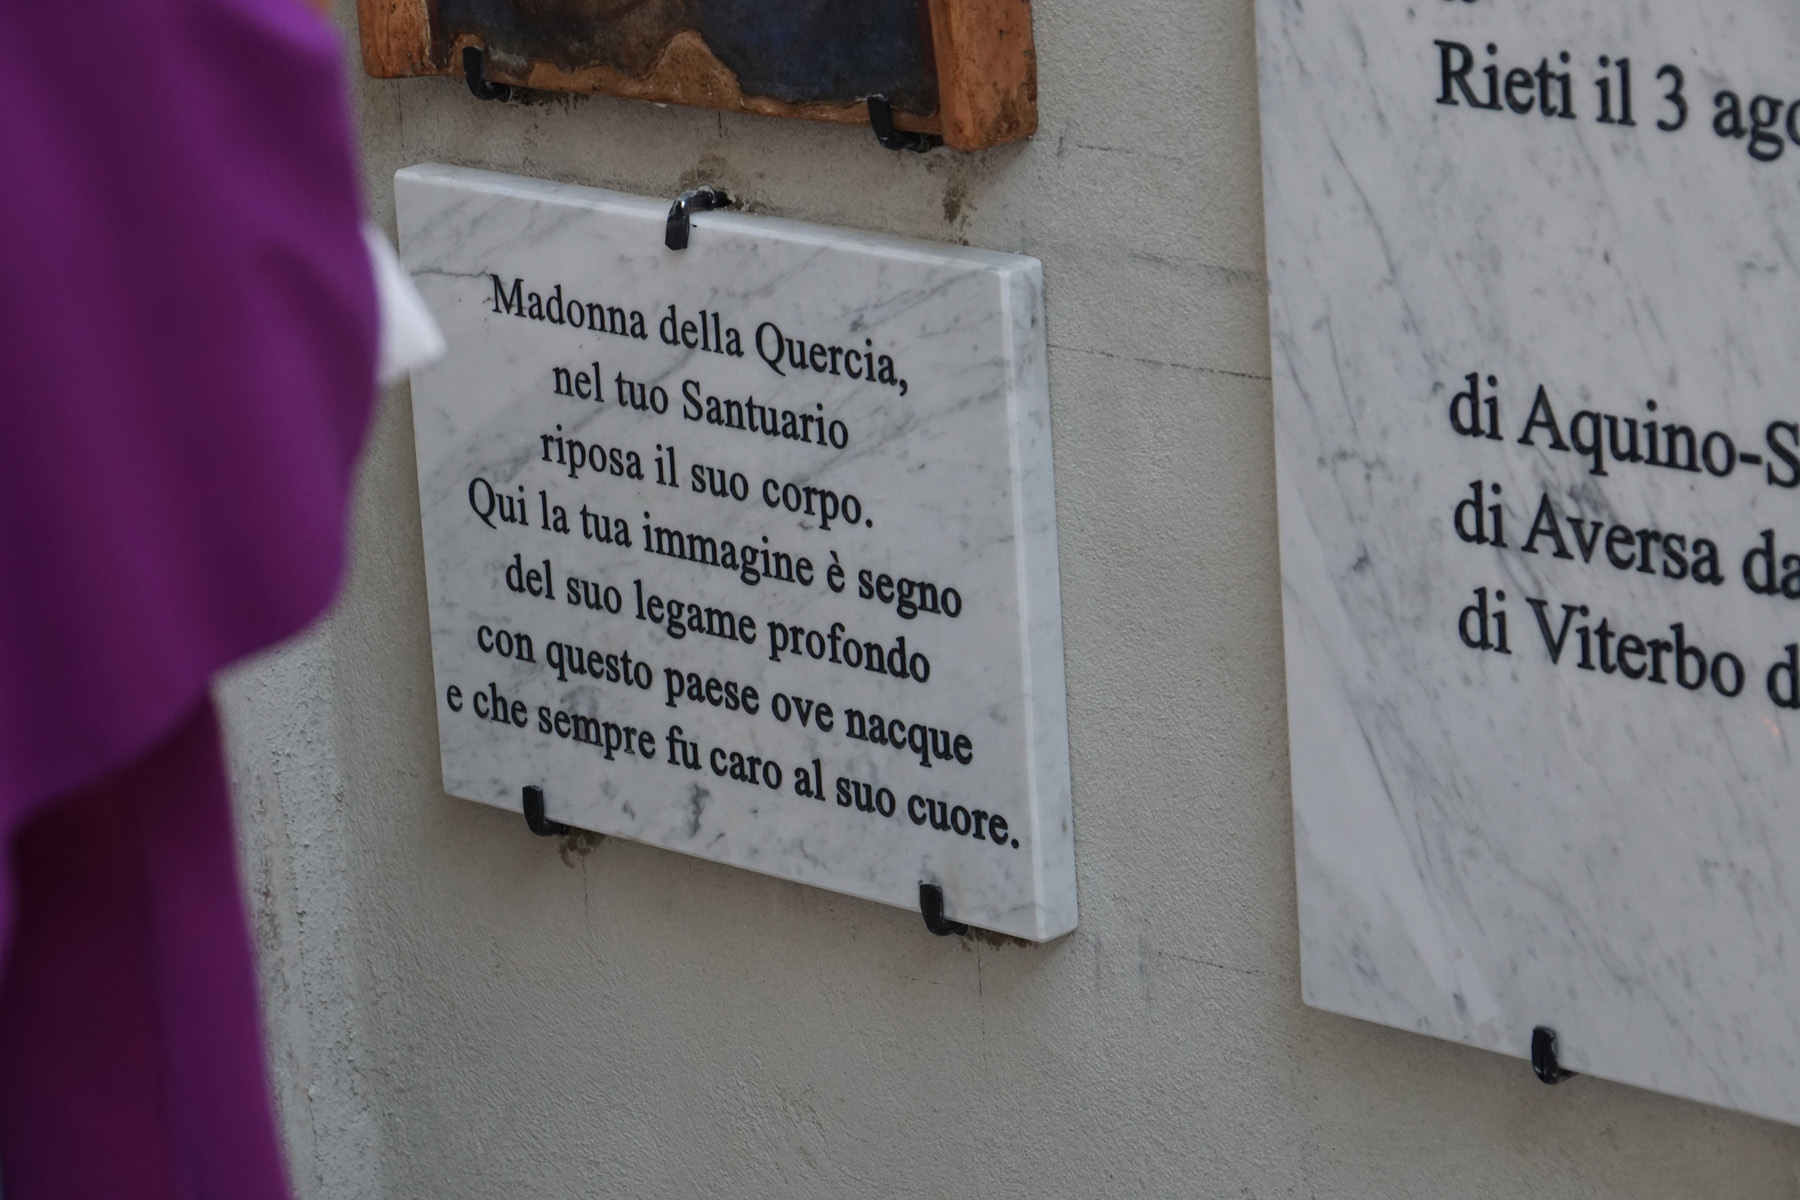 Madonna della Quercia,
nel tuo Santuario
riposa il suo corpo.
Qui la tua immagine è segno
del suo legame profondo
con questo paese ove nacque
e che sempre fu caro al suo cuore.
Rieti il 3
di Aquino-
di Aversa
di Viterbo